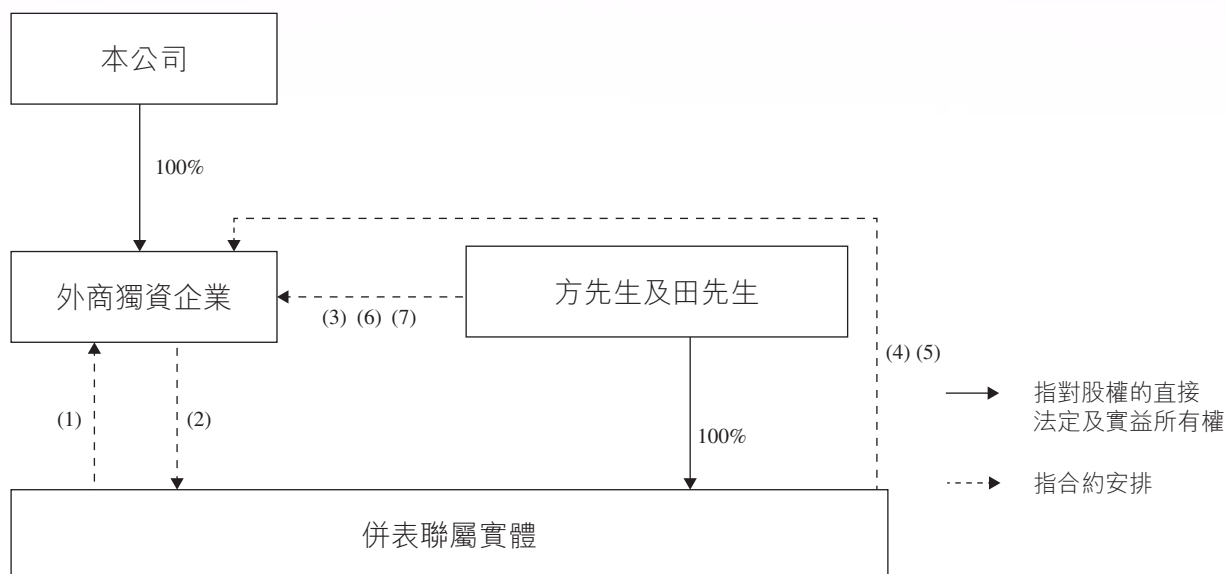 本公司
100%
外商獨資企業
方先生及田先生
(3) (6) (7)
(4) (5)
(1)
(2)
100%
指對股權的直接
法定及實益所有權
指合約安排
併表聯屬實體